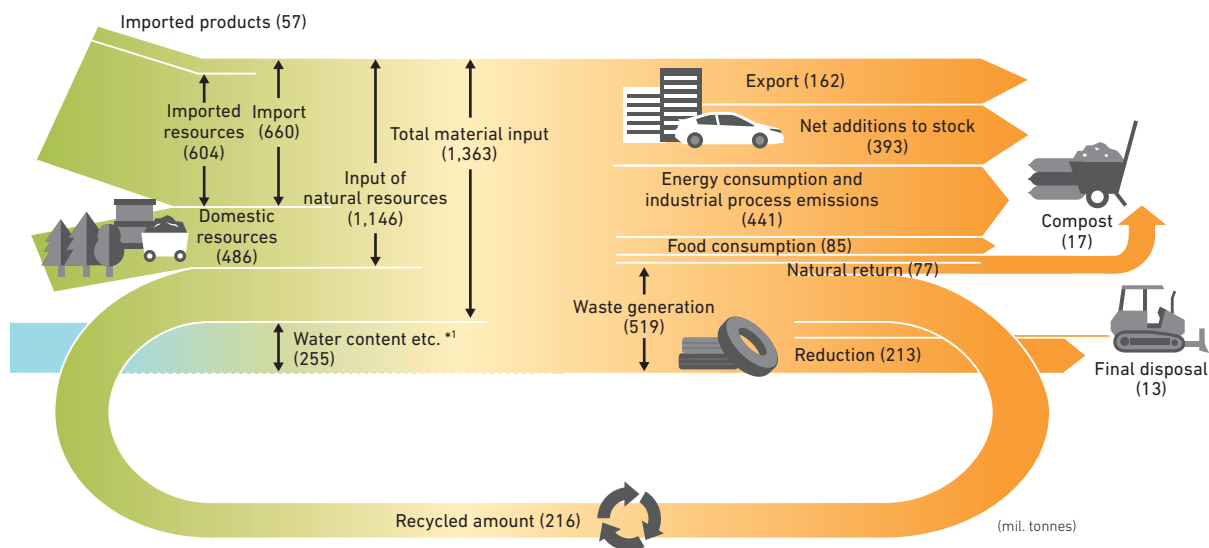 Imported products (57)
Imported
resources
(604)
Import
(660)
Input of
natural resources
(1,146)
Total material input
(1,363)
Domestic
resources
(486)
Water content etc. *1
(255)
Export (162)
Net additions to stock
(393)
Energy consumption and
industrial process emissions
(441)
Food consumption (85)
Natural return (77)
Compost
(17)
Waste generation
(519)
Reduction (213)
Final disposal
(13)
Recycled amount (216)
(mil. tonnes)